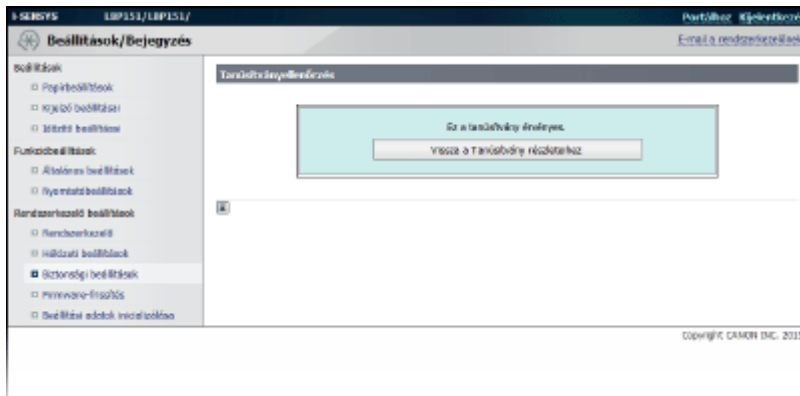 i-SENSYS LBP151/LBP151/ Portálhoz Kijelentkezé
Beállítások/Bejegyzés E-mail a rendszerkezelőnek
Beállítások
Papírbeállítások
Kijelző beállításai
Időzítő beállításai
Funkcióbeállítások
Általános beállítások
Nyomtatóbeállítások
Rendszerkezelő beállítások
Rendszerkezelő
Hálózati beállítások
Biztonsági beállítások
Firmware-frissítés
Beállítási adatok inicializálása
Tanúsítványellenőrzés
Ez a tanúsítvány érvényes.
Vissza a Tanúsítvány részleteihez
Copyright CANON INC. 2015